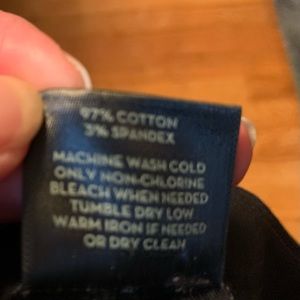 97% COTTON
3% SPANDEX
MACHINE WASH COLD
ONLY NON-CHLORINE
BLEACH WHEN NEEDED
TUMBLE DRY LOW
WARM IRON IF NEEDED
OR DRY CLEAN